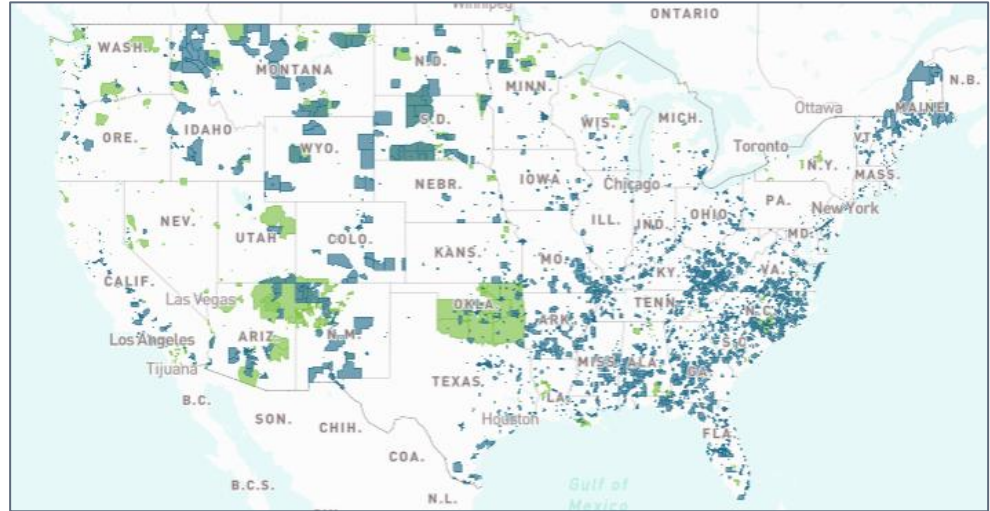 Winnipeg
ONTARIO
WASH.
MONTANA
N.D.
MINN.
N.B.
MAINE
Ottawa
ORE.
IDAHO
S.D.
WIS.
MICH.
Toronto
VT.
WYO.
N.Y.
MASS.
NEBR.
IOWA
Chicago
PA.
New York
NEV.
UTAH
COLO.
ILL.
IND.
OHIO
MD.
KANS.
MO.
KY.
VA.
CALIF.
Las Vegas
OKLA
TENN.
N.C.
Los Angeles
ARIZ.
N.M.
ARK.
S.C.
Tijuana
MISS.
ALA.
GA.
TEXAS.
LA.
B.C.
SON.
CHIH.
Houston
FLA
COA.
B.C.S.
N.L.
Gulf of
Mexico